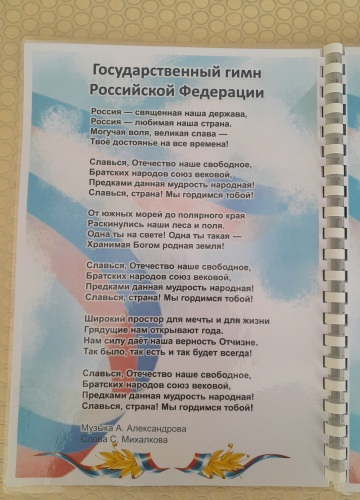 Государственный гимн
Российской Федерации
Россия — священная наша держава,
Россия — любимая наша страна.
Могучая воля, великая слава —
Твоё достоянье на все времена!
Славься, Отечество наше свободное,
Братских народов союз вековой,
Предками данная мудрость народная!
Славься, страна! Мы гордимся тобой!
От южных морей до полярного края
Раскинулись наши леса и поля.
Одна ты на свете! Одна ты такая —
Хранимая Богом родная земля!
Славься, Отечество наше свободное,
Братских народов союз вековой,
Предками данная мудрость народная!
Славься, страна! Мы гордимся тобой!
Широкий простор для мечты и для жизни
Грядущие нам открывают года.
Нам силу даёт наша верность Отчизне.
Так было, так есть и так будет всегда!
Славься, Отечество наше свободное,
Братских народов союз вековой,
Предками данная мудрость народная!
Славься, страна! Мы гордимся тобой!
Музыка А. Александрова
Слова С. Михалкова